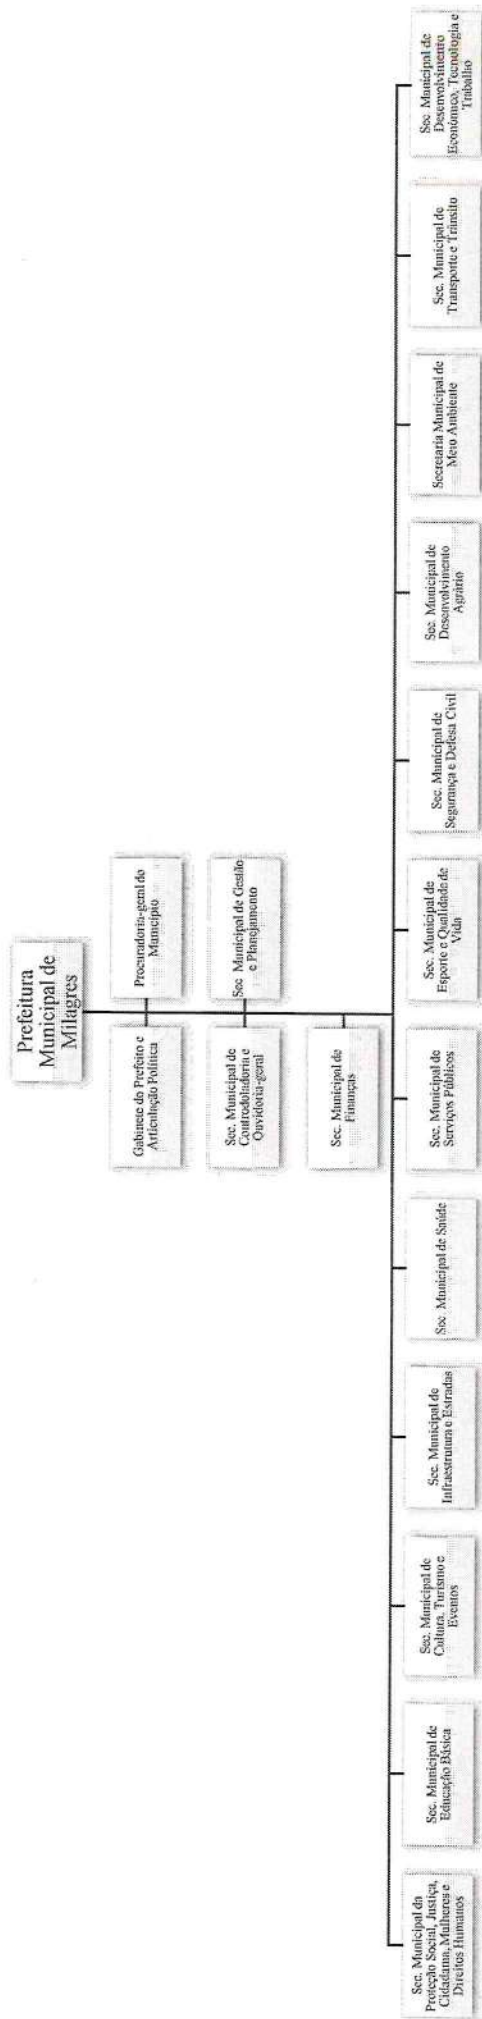 Prefeitura
Municipal de
Milagres
Gabinete do Prefeito e
Articulação Política
Procuradoria-geral do
Município
Sec. Municipal de
Controdoladoria e
Ouvidoria-geral
Sec Municipal de Gestão
e Planejamento
Sec. Municipal de
Finanças
Sec. Municipal da
Proteção Social, Justiça,
Cidadania, Mulheres e
Direitos Humanos
Sec. Municipal de
Educação Básica
Sec. Municipal de
Cultura, Turismo e
Eventos
Sec. Municipal de
Infraestrutura e Estradas
Sec Municipal de Saúde
Sec. Municipal de
Serviços Públicos
Sec. Municipal de
Esporte e Qualidade de
Vida
Sec. Municipal de
Segurança e Defesa Civil
Sec. Municipal de
Desenvolvimento
Agrário
Secretaria Municipal de
Meio Ambiente
Sec. Municipal de
Transporte e Trânsito
Sec Municipal de
Desenvolvimento
Econômico, Tecnologia e
Trabalho